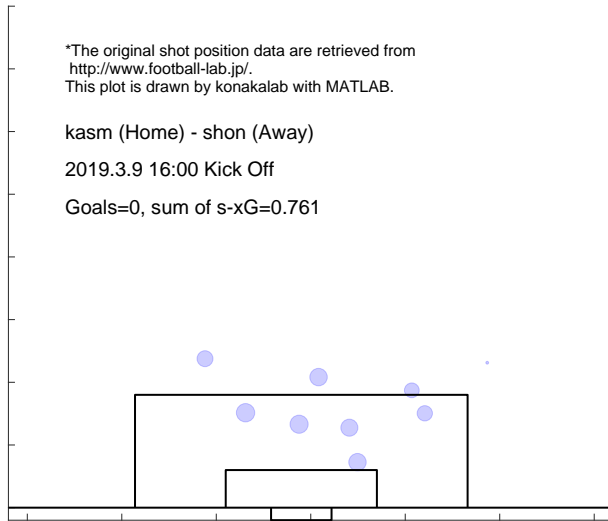 *The original shot position data are retrieved from
http://www.football-lab.jp/.
This plot is drawn by konakalab with MATLAB.
kasm (Home) - shon (Away)
2019.3.9 16:00 Kick Off
Goals=0, sum of s-xG=0.761